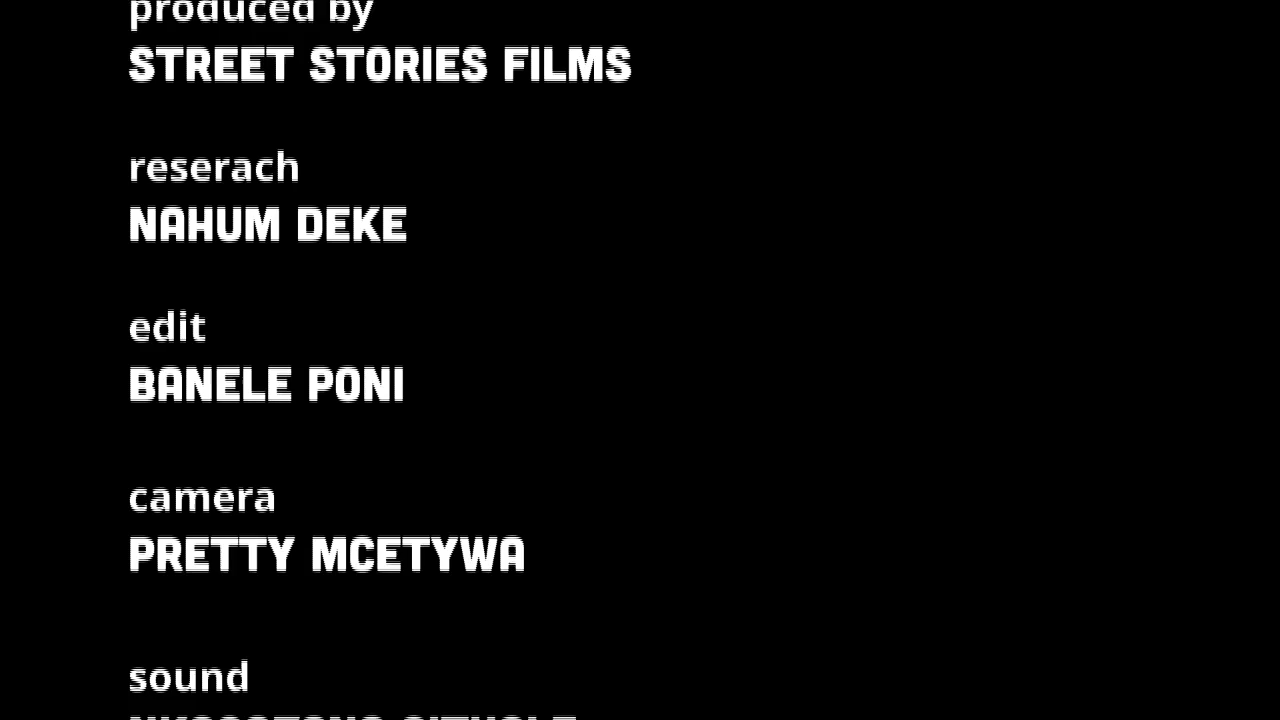 produced by
STREET STORIES FILMS
reserach
NAHUM DEKE
edit
BANELE PONI
camera
PRETTY MCETYWA
sound